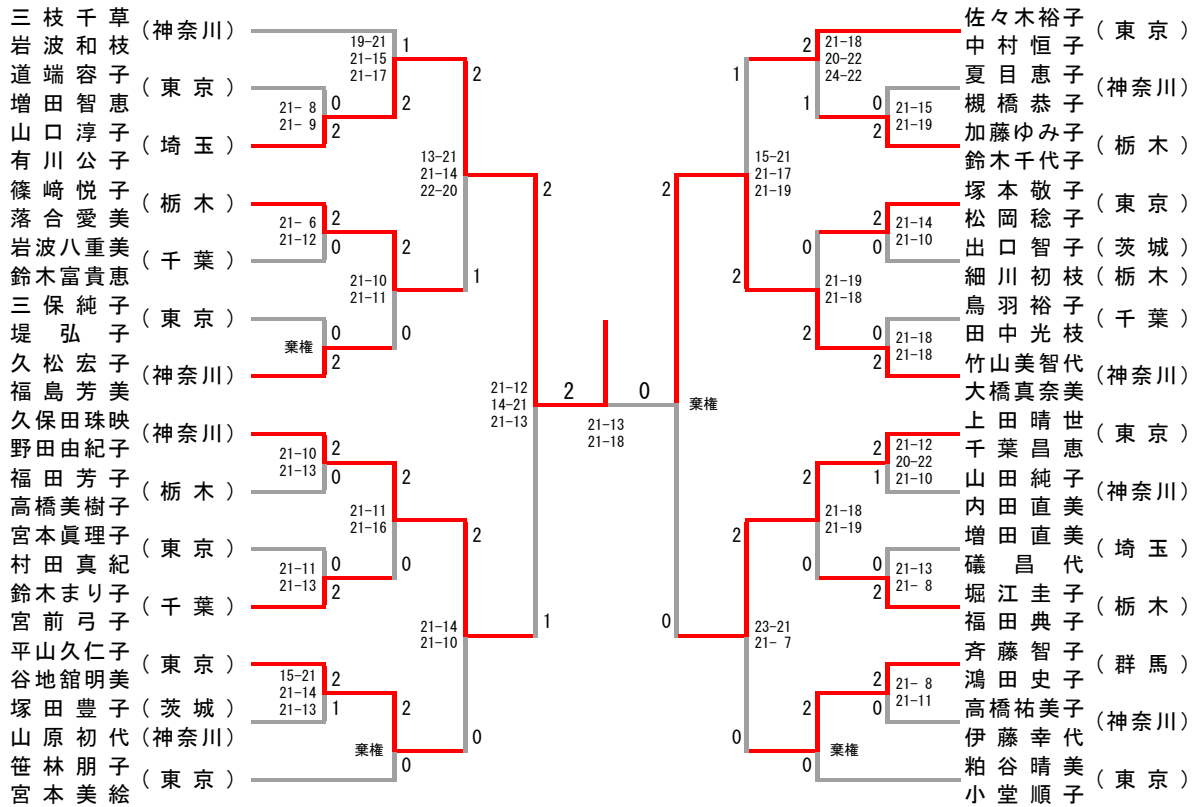 三枝千草
岩波和枝
(神奈川)
道端容子
増田智恵
(東京)
山口淳子
有川公子
(埼玉)
篠﨑悦子
落合愛美
(栃木)
岩波八重美
鈴木富貴恵
(千葉)
三保純子
堤弘子
(東京)
久松宏子
福島芳美
(神奈川)
久保田珠映
野田由紀子
(神奈川)
福田芳子
高橋美樹子
(栃木)
宮本眞理子
村田真紀
(東京)
鈴木まり子
宮前弓子
(千葉)
平山久仁子
谷地舘明美
(東京)
塚田豊子(茨城)
山原初代(神奈川)
笹林朋子
宮本美絵
(東京)
21- 8
21- 9
0
2
21- 6
21-12
2
0
棄権
0
2
21-10
21-13
2
0
21-11
21-13
0
2
15-21
21-14
21-13
2
1
19-21
21-15
21-17
1
2
21-10
21-11
2
0
21-11
21-16
2
0
棄権
2
0
13-21
21-14
22-20
2
1
21-14
21-10
2
0
21-12
14-21
21-13
2
1
2
0
21-13
21-18
棄権
2
0
15-21
21-17
21-19
1
2
23-21
21- 7
2
0
21-18
20-22
24-22
2
1
21-19
21-18
0
2
21-18
21-19
2
0
棄権
2
0
21-15
21-19
0
2
21-14
21-10
2
0
21-18
21-18
0
2
21-12
20-22
21-10
2
1
21-13
21- 8
0
2
21- 8
21-11
2
0
佐々木裕子
中村恒子
(東京)
夏目恵子
槻橋恭子
(神奈川)
加藤ゆみ子
鈴木千代子
(栃木)
塚本敬子
松岡稔子
(東京)
出口智子(茨城)
細川初枝(栃木)
鳥羽裕子
田中光枝
(千葉)
竹山美智代
大橋真奈美
(神奈川)
上田晴世
千葉昌恵
(東京)
山田純子
内田直美
(神奈川)
増田直美
礒昌代
(埼玉)
堀江圭子
福田典子
(栃木)
斉藤智子
鴻田史子
(群馬)
高橋祐美子
伊藤幸代
(神奈川)
粕谷晴美
小堂順子
(東京)